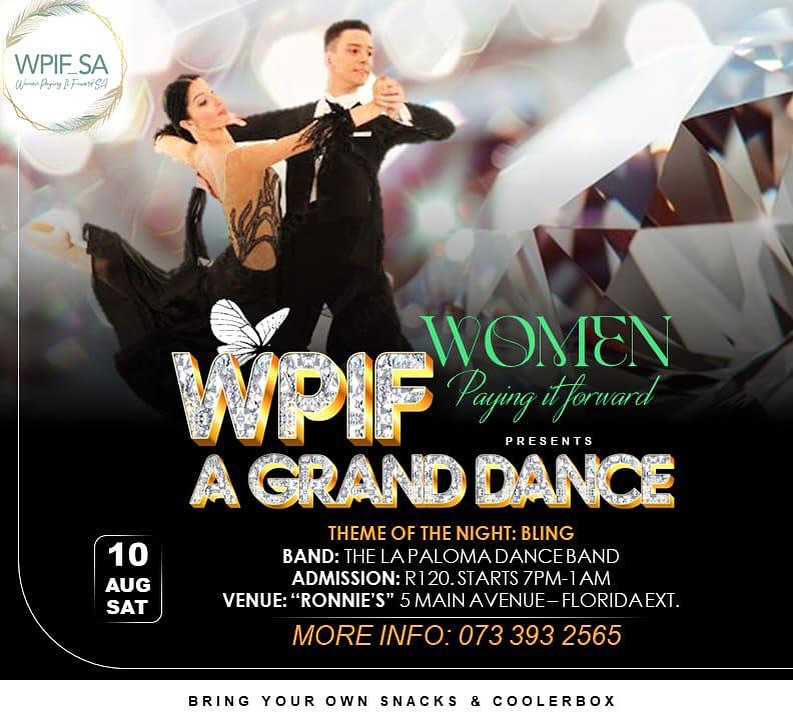 WPIF_SA
Women Paying It Forward SA
WOMEN
Paying it forward
WPIF
PRESENTS
A GRAND DANCE
THEME OF THE NIGHT: BLING
BAND: THE LA PALOMA DANCE BAND
ADMISSION: R120. STARTS 7PM-1AM
VENUE: “RONNIE’S” 5 MAIN AVENUE – FLORIDA EXT.
10
AUG
SAT
MORE INFO: 073 393 2565
BRING YOUR OWN SNACKS & COOLERBOX